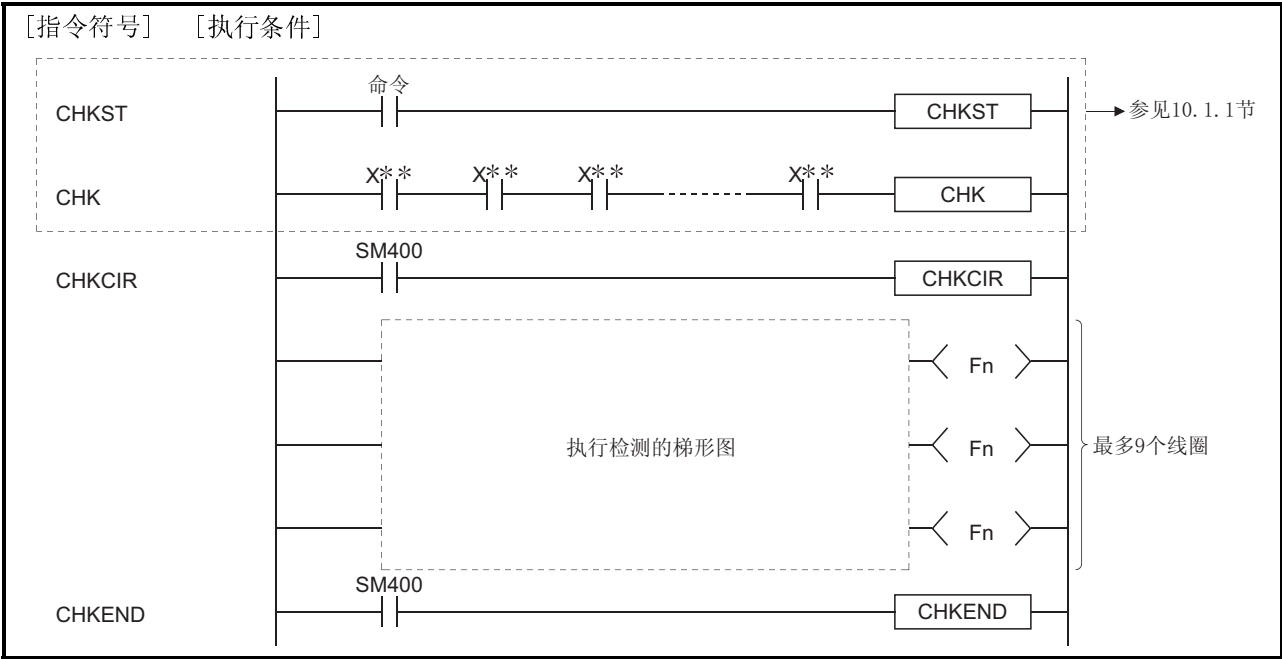 [指令符号] [执行条件]
命令
CHKST CHKST 参见10.1.1节
X** X** X** X**
CHK CHK
SM400
CHKCIR CHKCIR
Fn
执行检测的梯形图 Fn 最多9个线圈
Fn
SM400
CHKEND CHKEND